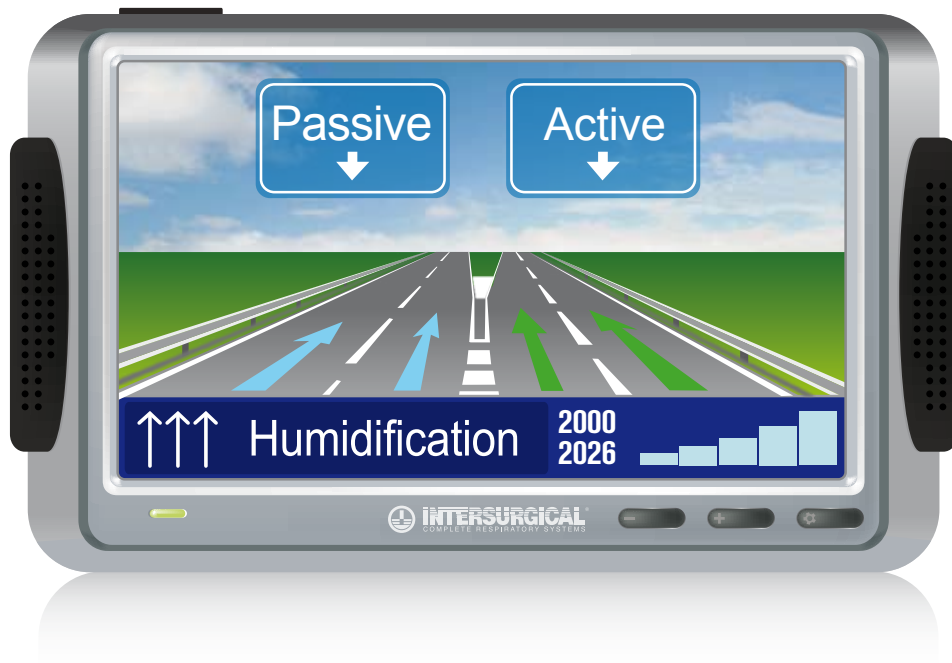 Passive
Active
Humidification
2000
2026
INTERSURGICAL
COMPLETE RESPIRATORY SYSTEMS